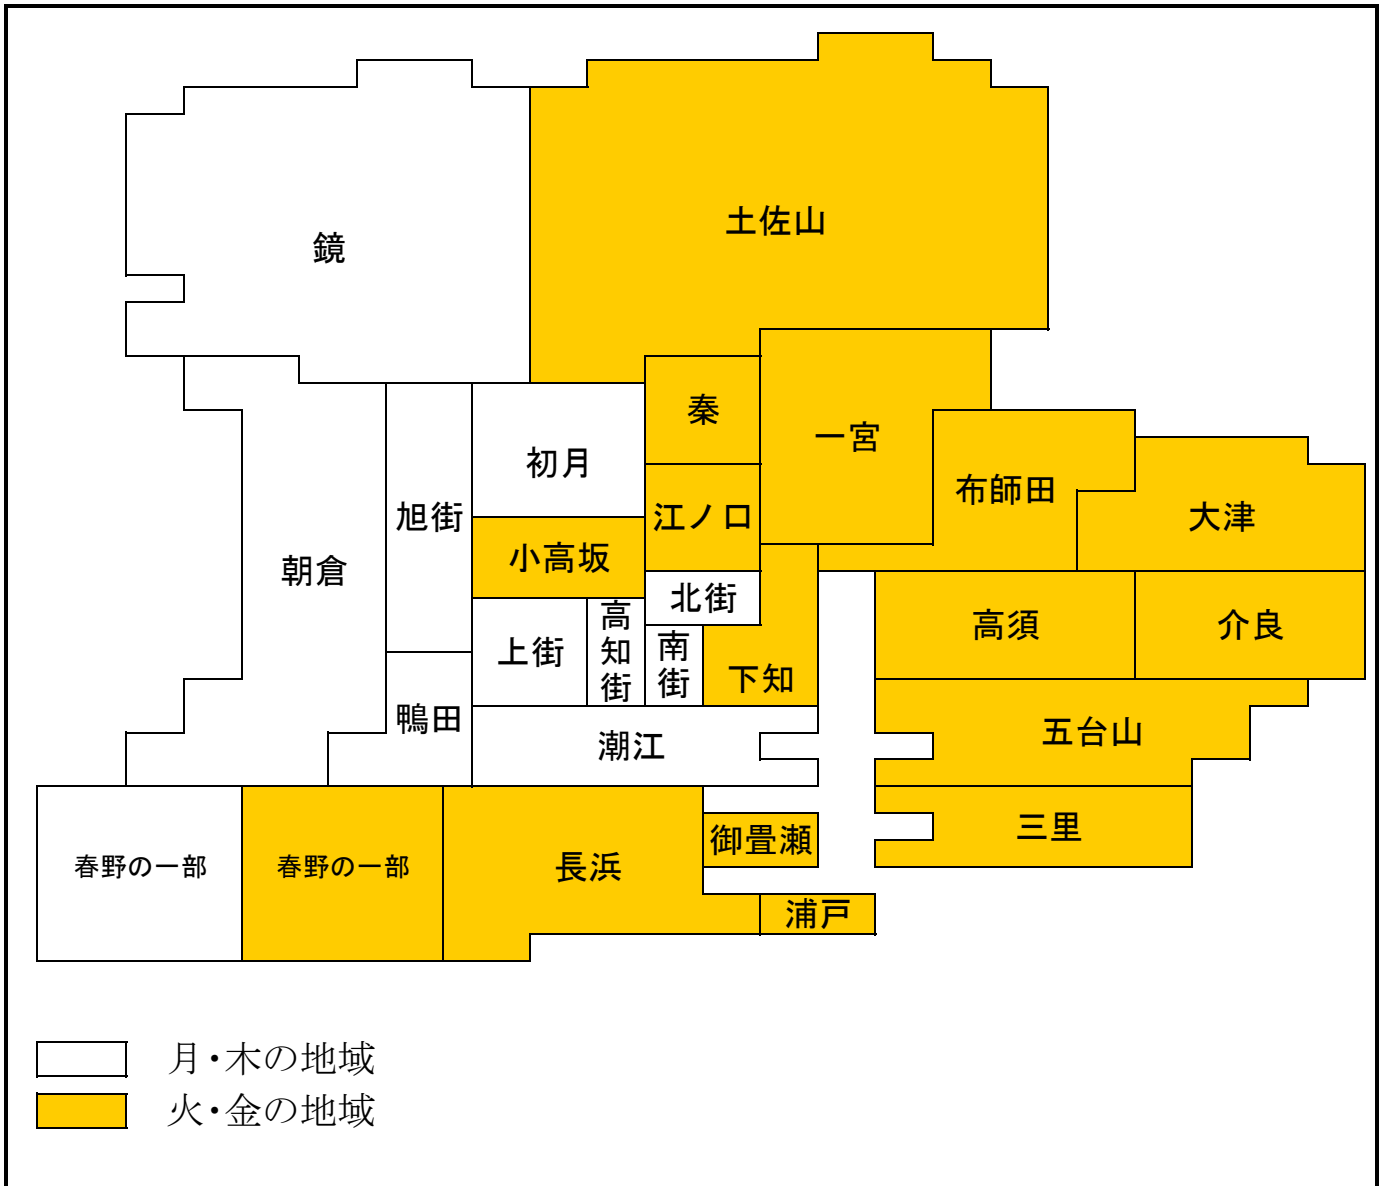 土佐山
鏡
秦
一宮
初月
布師田
旭街
江ノ口
大津
小高坂
朝倉
北街
高須
介良
上街
高知街
南街
下知
鴨田
潮江
五台山
三里
御畳瀬
春野の一部
春野の一部
長浜
浦戸
月・木の地域
火・金の地域